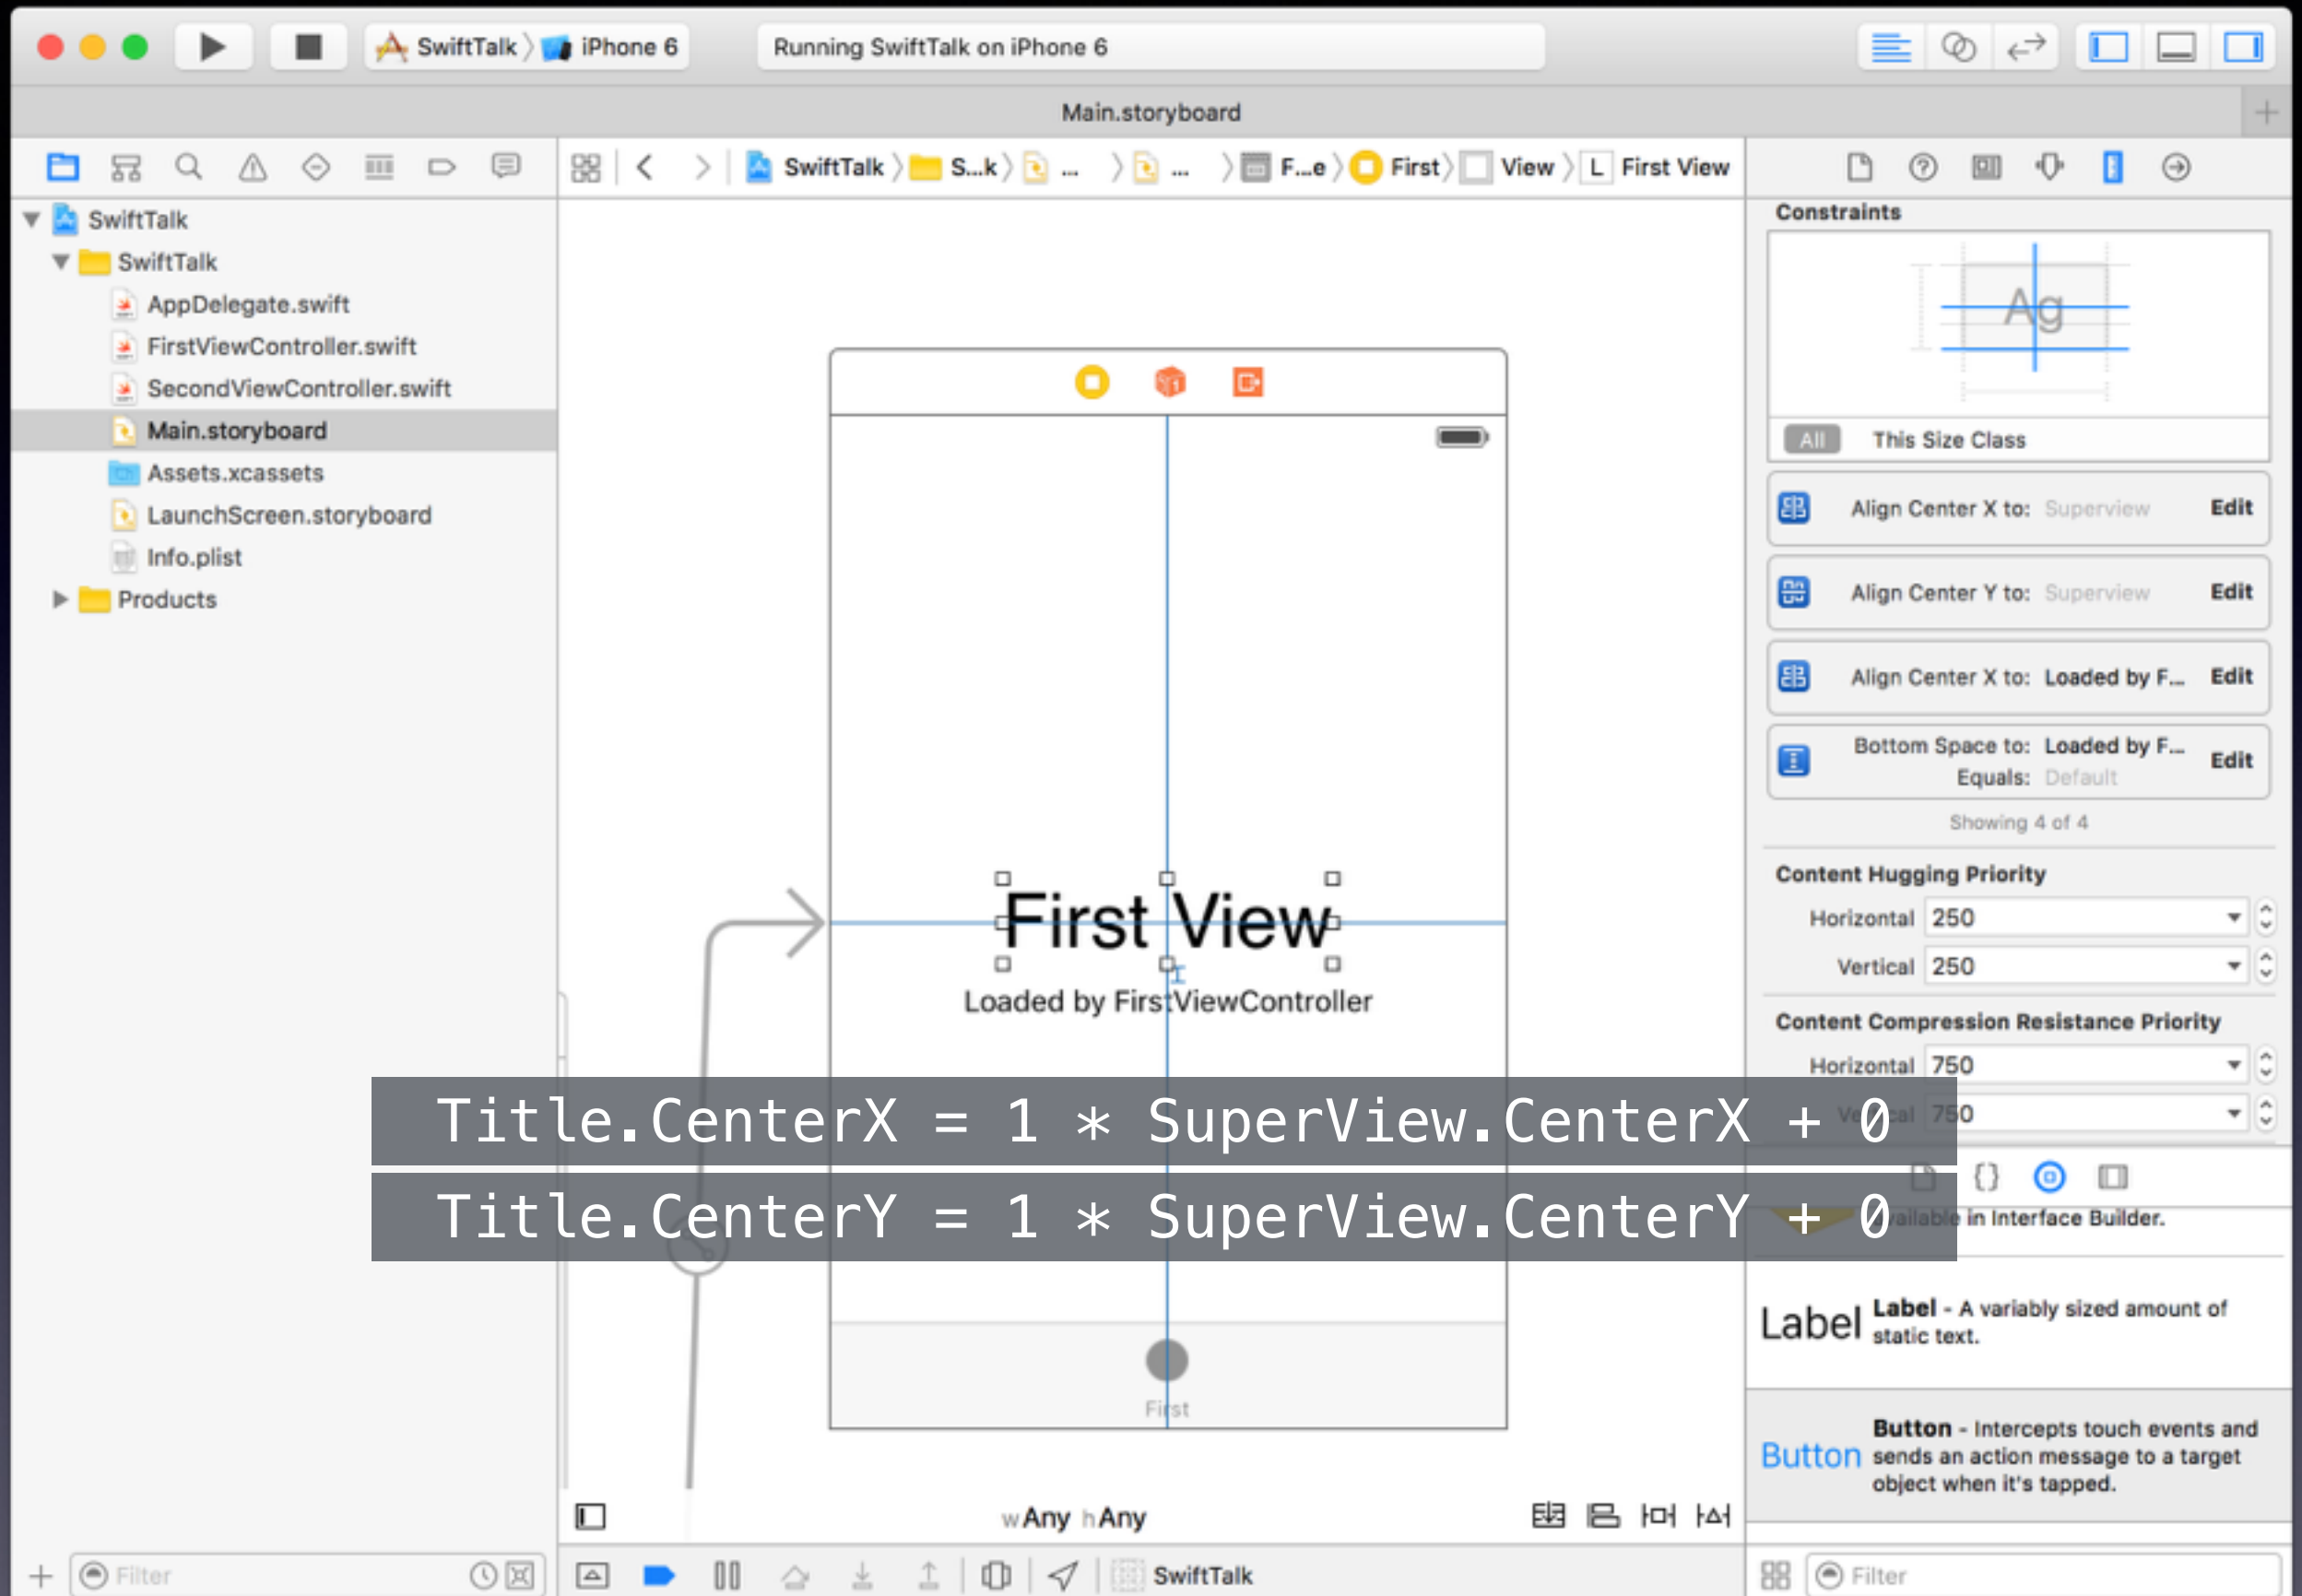 SwiftTalk iPhone 6
Running SwiftTalk on iPhone 6
Main.storyboard
SwiftTalk S...k ... ... F...e First View L First View
SwiftTalk
SwiftTalk
AppDelegate.swift
FirstViewController.swift
SecondViewController.swift
Main.storyboard
Assets.xcassets
LaunchScreen.storyboard
Info.plist
Products
Filter
First View
Loaded by FirstViewController
First
wAny hAny
SwiftTalk
Title.CenterX = 1 * SuperView.CenterX + 0
Title.CenterY = 1 * SuperView.CenterY + 0
Constraints
Ag
All This Size Class
Align Center X to: Superview Edit
Align Center Y to: Superview Edit
Align Center X to: Loaded by F... Edit
Bottom Space to: Loaded by F... Edit
Equals: Default
Showing 4 of 4
Content Hugging Priority
Horizontal 250
Vertical 250
Content Compression Resistance Priority
Horizontal 750
Vertical 750
{}
available in Interface Builder.
Label Label - A variably sized amount of
static text.
Button Button - Intercepts touch events and
sends an action message to a target
object when it's tapped.
Filter